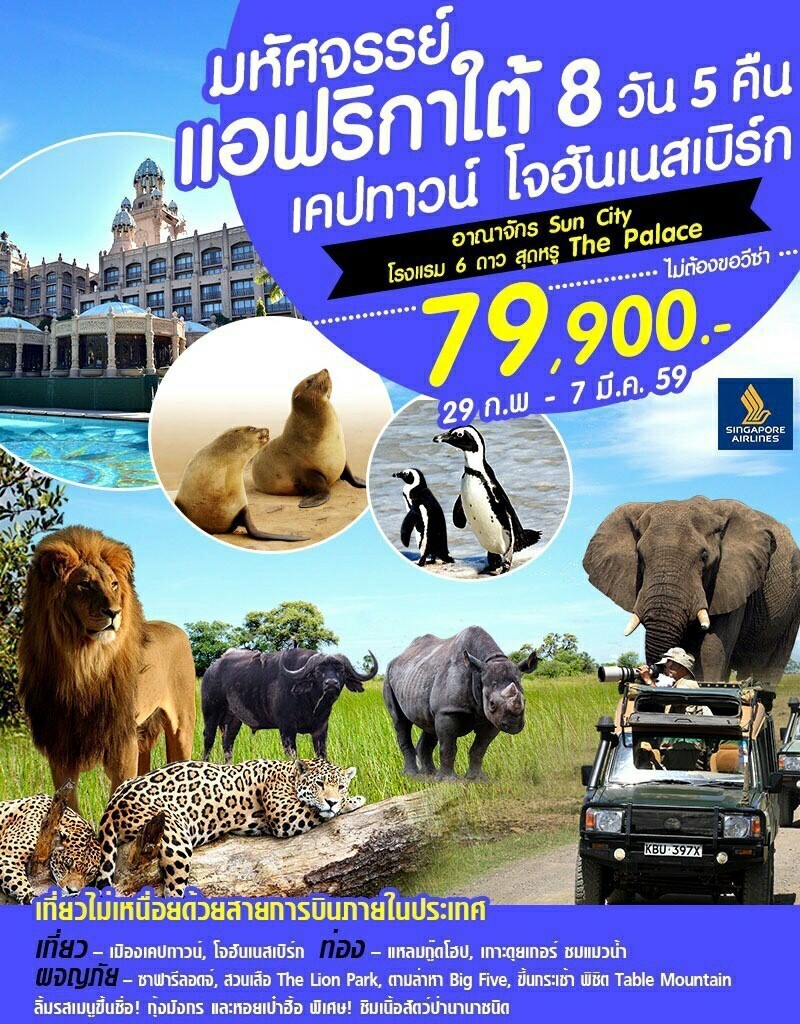 มหัศจรรย์
แอฟริกาใต้ 8 วัน 5 คืน
เคปทาวน์ โจฮันเนสเบิร์ก
อาณาจักร Sun City
โรงแรม 6 ดาว สุดหรู The Palace
ไม่ต้องขอวีซ่า
79,900.-
29 ก.พ - 7 มี.ค. 59
SINGAPORE
AIRLINES
KBU·397X
เที่ยวไม่เหนื่อยด้วยสายการบินภายในประเทศ
เที่ยว – เมืองเคปทาวน์, โจฮันเนสเบิร์ก ท่อง – แหลมกู๊ดโฮป, เกาะดุยเกอร์ ชมแมวน้ำ
ผจญภัย – ซาฟารีลอดจ์, สวนเสือ The Lion Park, ตามล่าหา Big Five, ขึ้นกระเช้า พิชิต Table Mountain
ลิ้มรสเมนูขึ้นชื่อ! กุ้งมังกร และหอยเป๋าฮื้อ พิเศษ! ชิมเนื้อสัตว์ป่านานาชนิด